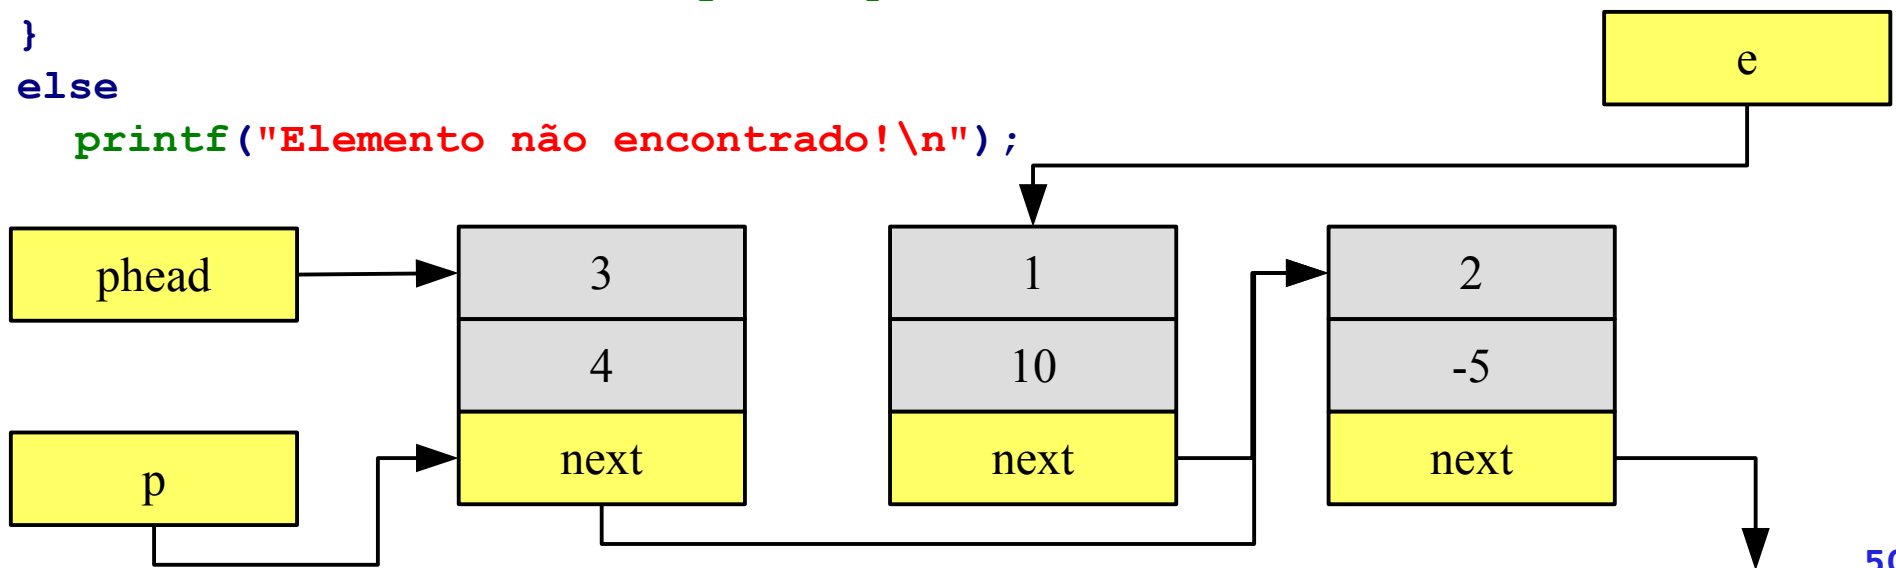 }
else
printf("Elemento não encontrado!\n");
e
phead
3
1
2
4
10
-5
p
next
next
next